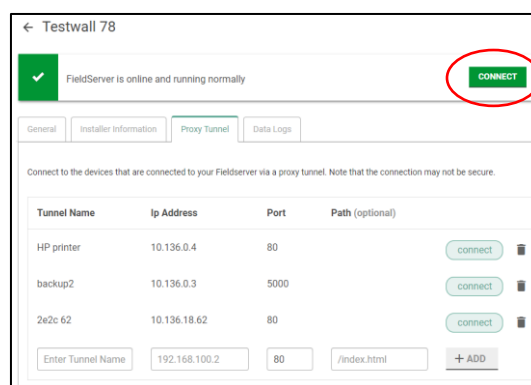 ← Testwall 78
FieldServer is online and running normally
CONNECT
General Installer Information Proxy Tunnel Data Logs
Connect to the devices that are connected to your Fieldserver via a proxy tunnel. Note that the connection may not be secure.
Tunnel Name Ip Address Port Path (optional)
HP printer 10.136.0.4 80 connect
backup2 10.136.0.3 5000 connect
2e2c 62 10.136.18.62 80 connect
Enter Tunnel Name 192.168.100.2 80 /index.html + ADD